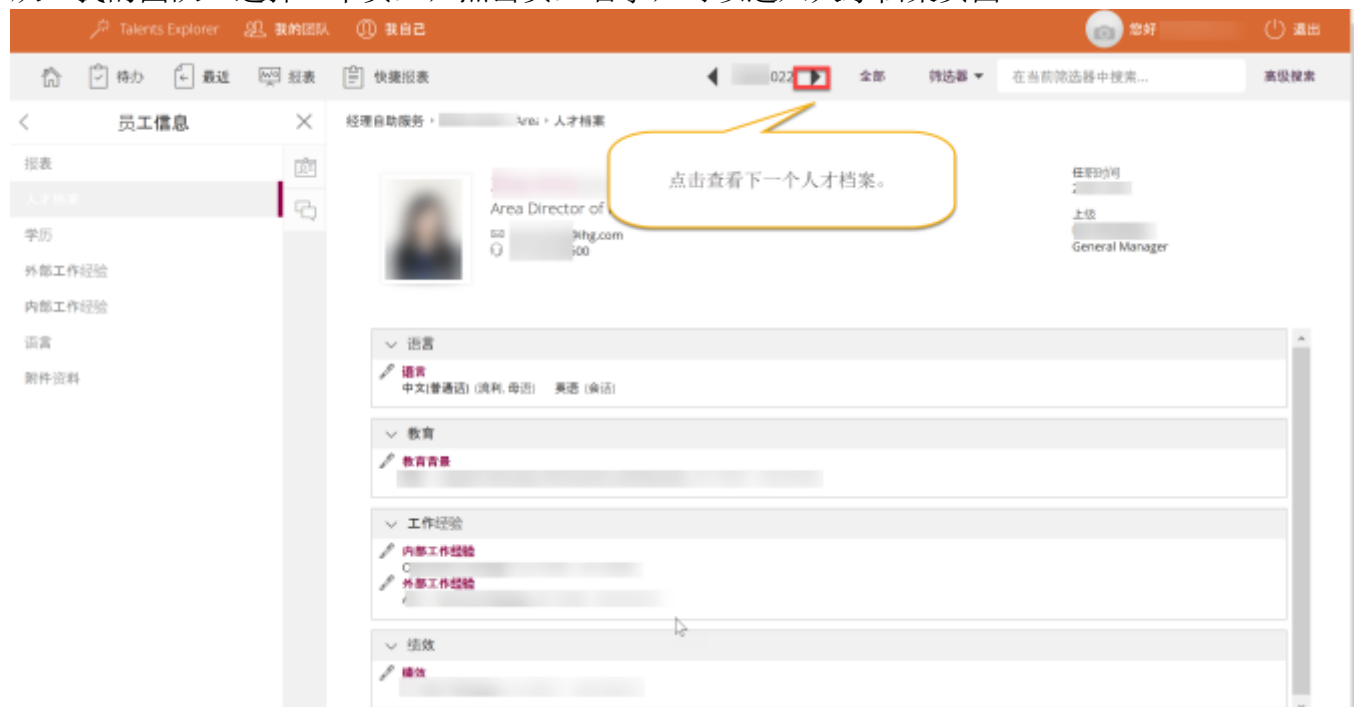 Talents Explorer 我的团队 我自己 您好 退出
待办 最近 报表 快捷报表 022 全部 筛选器 在当前筛选器中搜索... 高级搜索
员工信息
经理自助服务 › Area › 人才档案
报表
人才档案
学历
外部工作经验
内部工作经验
语言
附件资料
点击查看下一个人才档案。
Area Director of
@ihg.com
500
任职时间
2
上级
General Manager
语言
语言
中文(普通话) (流利, 母语) 英语 (会话)
教育
教育背景
工作经验
内部工作经验
外部工作经验
绩效
绩效